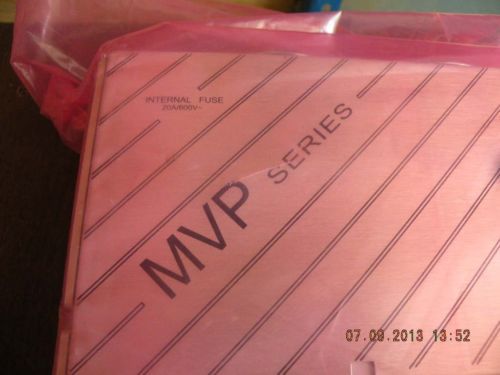 INTERNAL FUSE
20A/600V~
MVP SERIES
07.09.2013 13:52